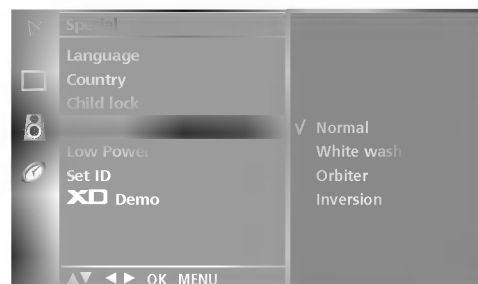 Special
Language
Country
Child lock
Low Power
Set ID
XD Demo
√ Normal
White wash
Orbiter
Inversion
▲▼ ◀ ▶ OK MENU